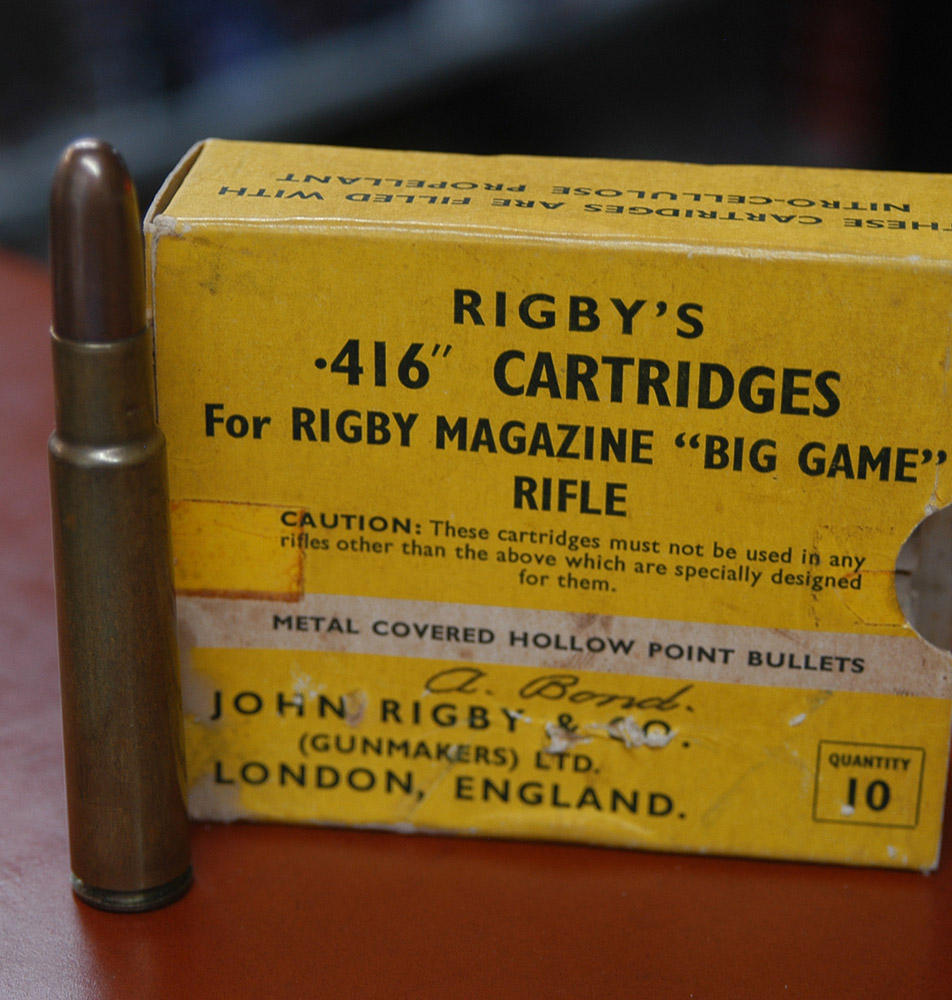 THESE CARTRIDGES ARE FILLED WITH
NITRO-CELLULOSE PROPELLANT
RIGBY'S
·416" CARTRIDGES
For RIGBY MAGAZINE “BIG GAME”
RIFLE
CAUTION: These cartridges must not be used in any
rifles other than the above which are specially designed
for them.
METAL COVERED HOLLOW POINT BULLETS
A. Bond.
JOHN RIGBY & CO.
(GUNMAKERS) LTD.
LONDON, ENGLAND.
QUANTITY
10